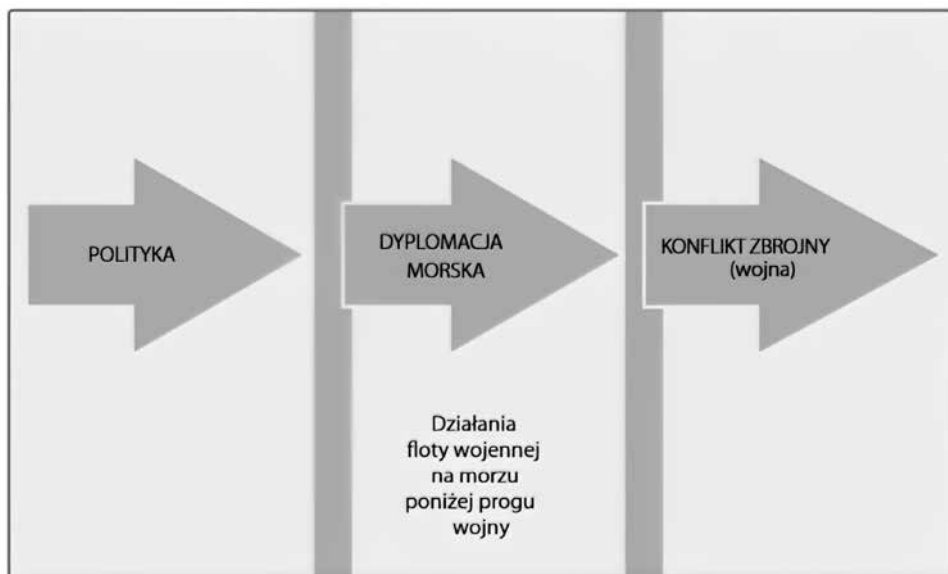 POLITYKA
DYPLOMACJA
MORSKA
KONFLIKT ZBROJNY
(wojna)
Działania
floty wojennej
na morzu
poniżej progu
wojny